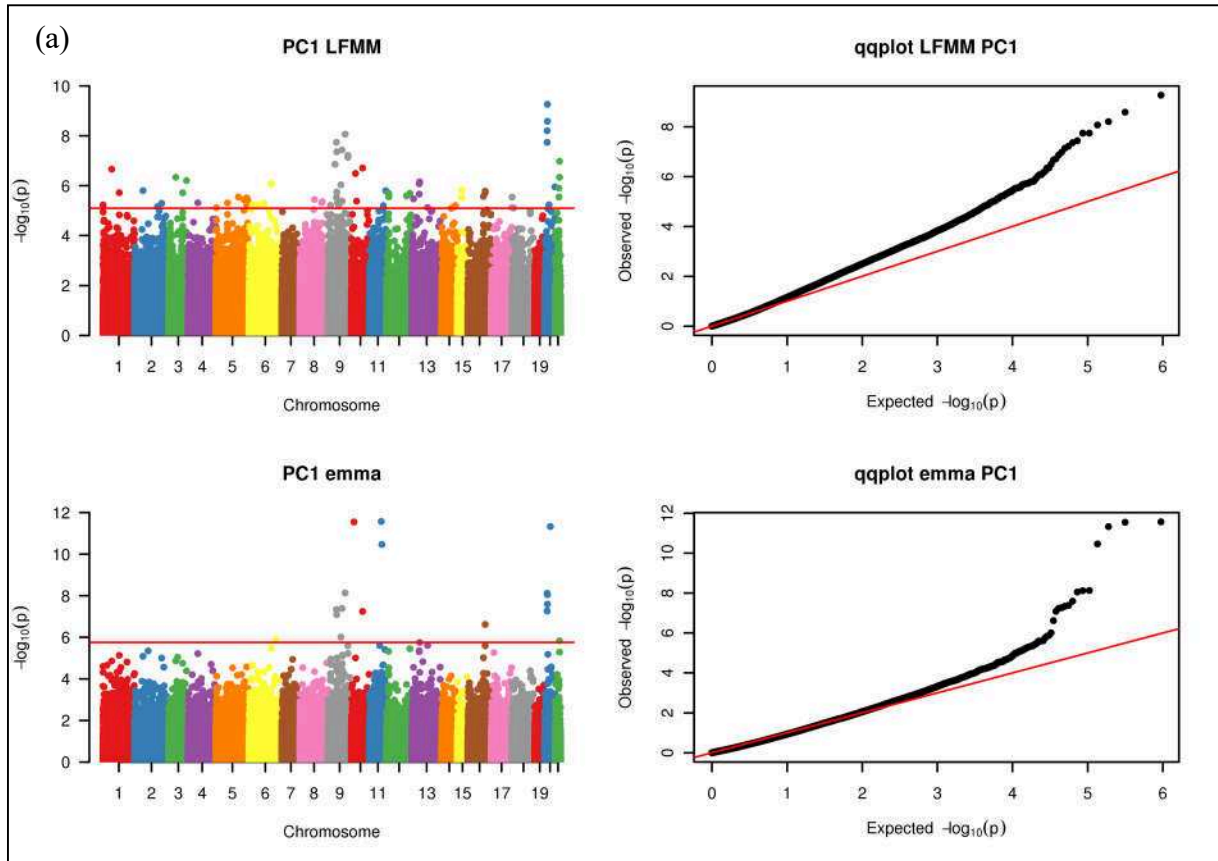 (a)
PC1 LFMM
10
8
6
4
2
0
−log10(p)
1 2 3 4 5 6 7 8 9 11 13 15 17 19
Chromosome
qqplot LFMM PC1
8
6
4
2
0
Observed −log10(p)
0 1 2 3 4 5 6
Expected −log10(p)
PC1 emma
12
10
8
6
4
2
0
−log10(p)
1 2 3 4 5 6 7 8 9 11 13 15 17 19
Chromosome
qqplot emma PC1
12
10
8
6
4
2
0
Observed −log10(p)
0 1 2 3 4 5 6
Expected −log10(p)